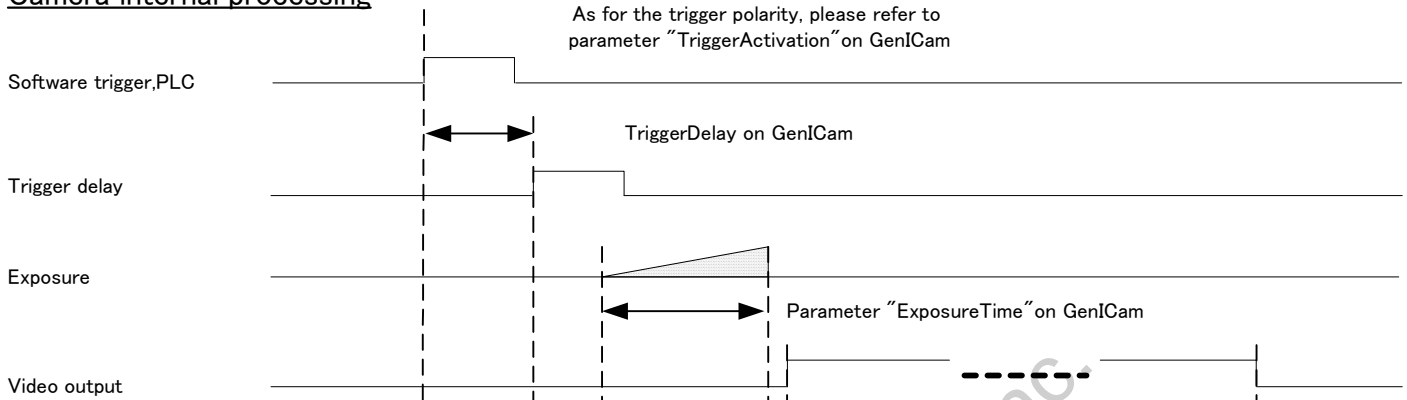 Camera internal processing
As for the trigger polarity, please refer to
parameter ″TriggerActivation″on GenICam
Software trigger,PLC
TriggerDelay on GenICam
Trigger delay
Exposure
Parameter ″ExposureTime″on GenICam
Video output